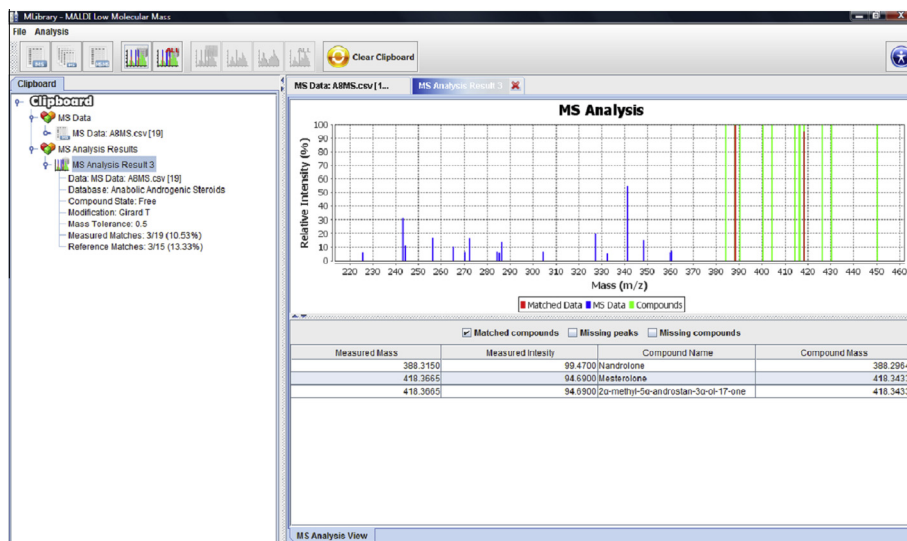 MLibrary - MALDI Low Molecular Mass
File Analysis
Clear Clipboard
Clipboard
MS Data: A8MS.csv [1...
MS Analysis Result 3
Clipboard
MS Data
MS Data: A8MS.csv [19]
MS Analysis Results
MS Analysis Result 3
Data: MS Data: A8MS.csv [19]
Database: Anabolic Androgenic Steroids
Compound State: Free
Modification: Girard T
Mass Tolerance: 0.5
Measured Matches: 3/19 (10.53%)
Reference Matches: 3/15 (13.33%)
MS Analysis
Relative Intensity (%)
100
90
80
70
60
50
40
30
20
10
0
220 230 240 250 260 270 280 290 300 310 320 330 340 350 360 370 380 390 400 410 420 430 440 450 460
Mass (m/z)
Matched Data MS Data Compounds
Matched compounds Missing peaks Missing compounds
Measured Mass Measured Intesity Compound Name Compound Mass
388.3150 99.4700 Nandrolone 388.2964
418.3665 94.6900 Mesterolone 418.3433
418.3665 94.6900 2α-methyl-5α-androstan-3α-ol-17-one 418.3433
MS Analysis View